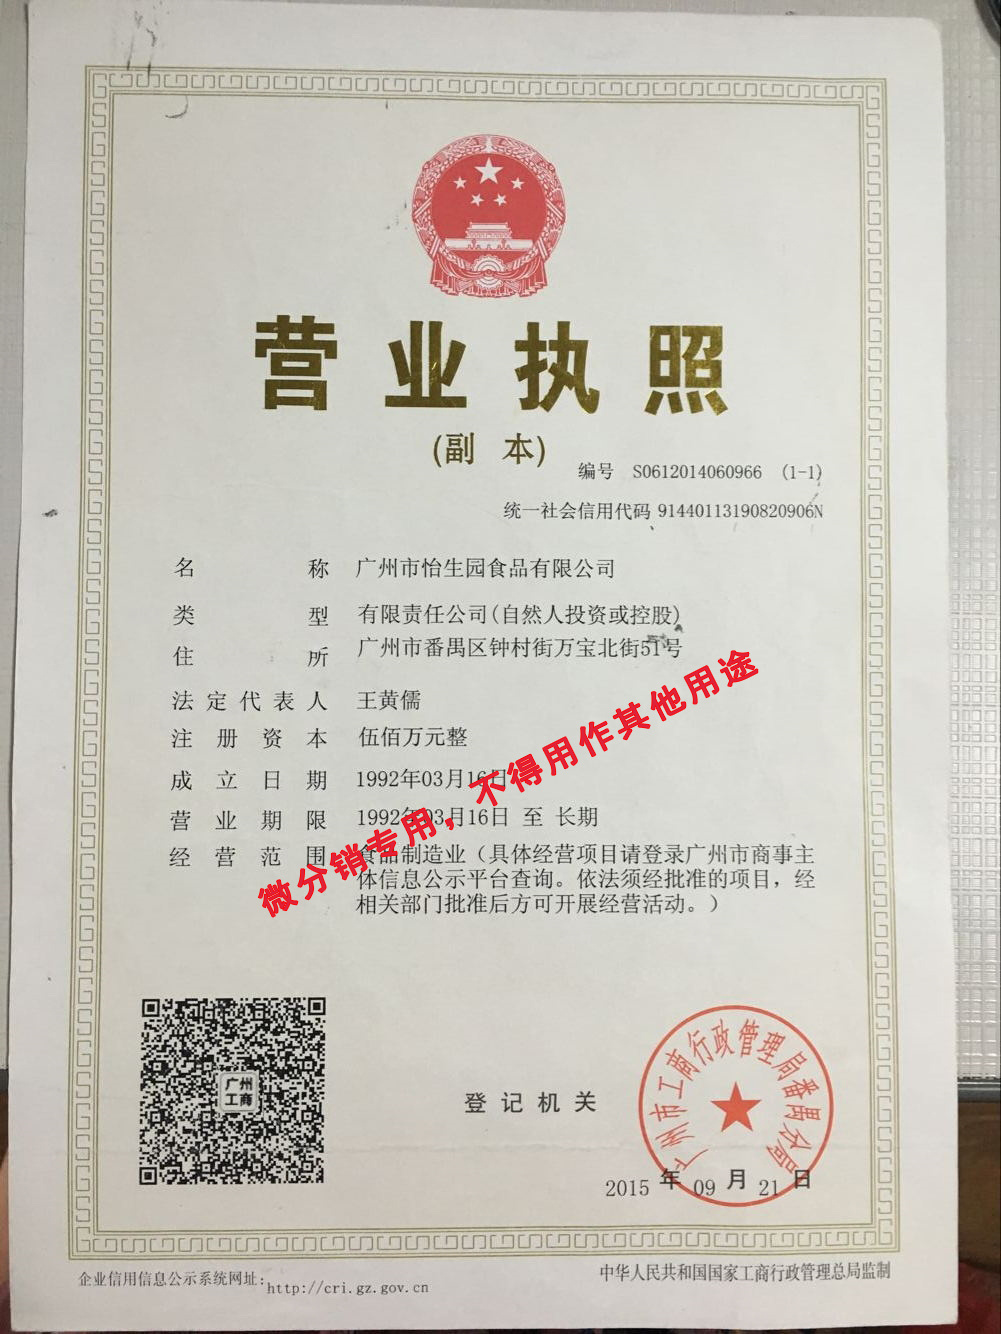 营业执照
(副 本)
编号 S0612014060966 (1-1)
统一社会信用代码 91440113190820906N
名称 广州市怡生园食品有限公司
类型 有限责任公司(自然人投资或控股)
住所 广州市番禺区钟村街万宝北街51号
法定代表人 王黄儒
注册资本 伍佰万元整
成立日期 1992年03月16日
营业期限 1992年03月16日 至 长期
经营范围 食品制造业（具体经营项目请登录广州市商事主
体信息公示平台查询。依法须经批准的项目，经
相关部门批准后方可开展经营活动。）
微分销专用，不得用作其他用途
广州
工商
登记机关
广州市工商行政管理局番禺分局
2015 年 09 月 21 日
企业信用信息公示系统网址：http://cri.gz.gov.cn
中华人民共和国国家工商行政管理总局监制